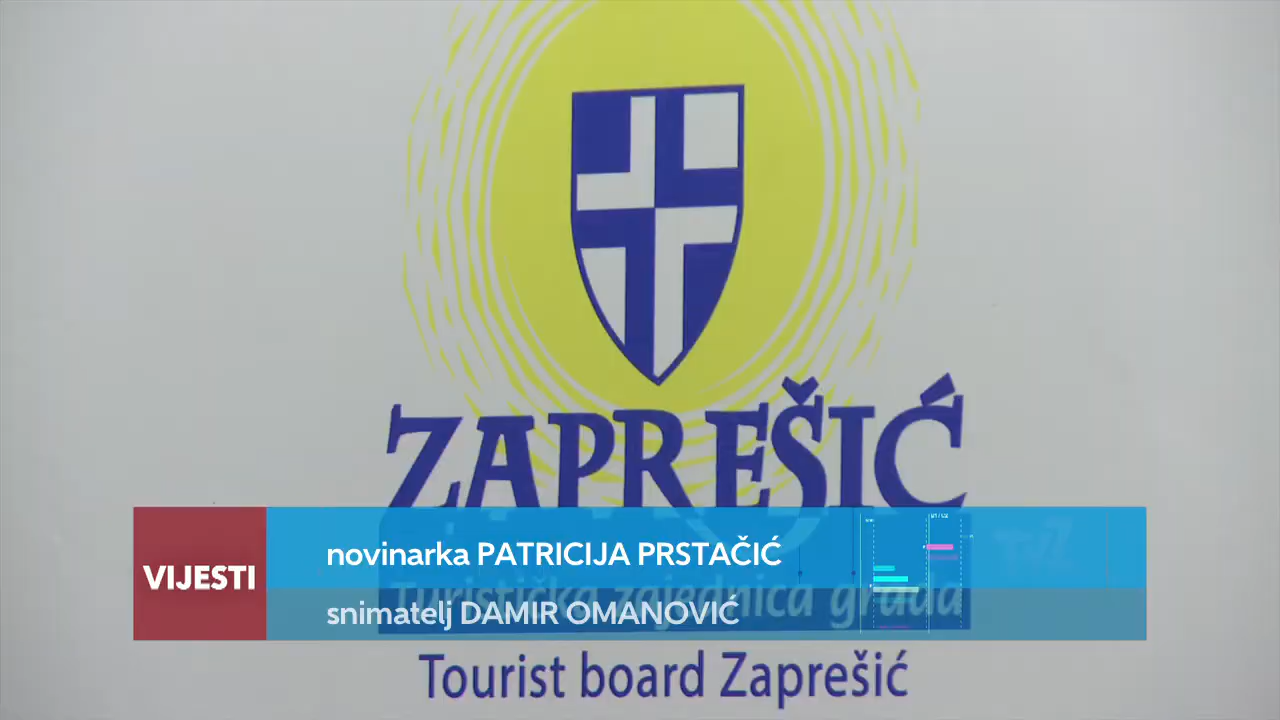 ZAPREŠIĆ
VIJESTI
novinarka PATRICIJA PRSTAČIĆ
Turistička zajednica grada
snimatelj DAMIR OMANOVIĆ
Tourist board Zaprešić